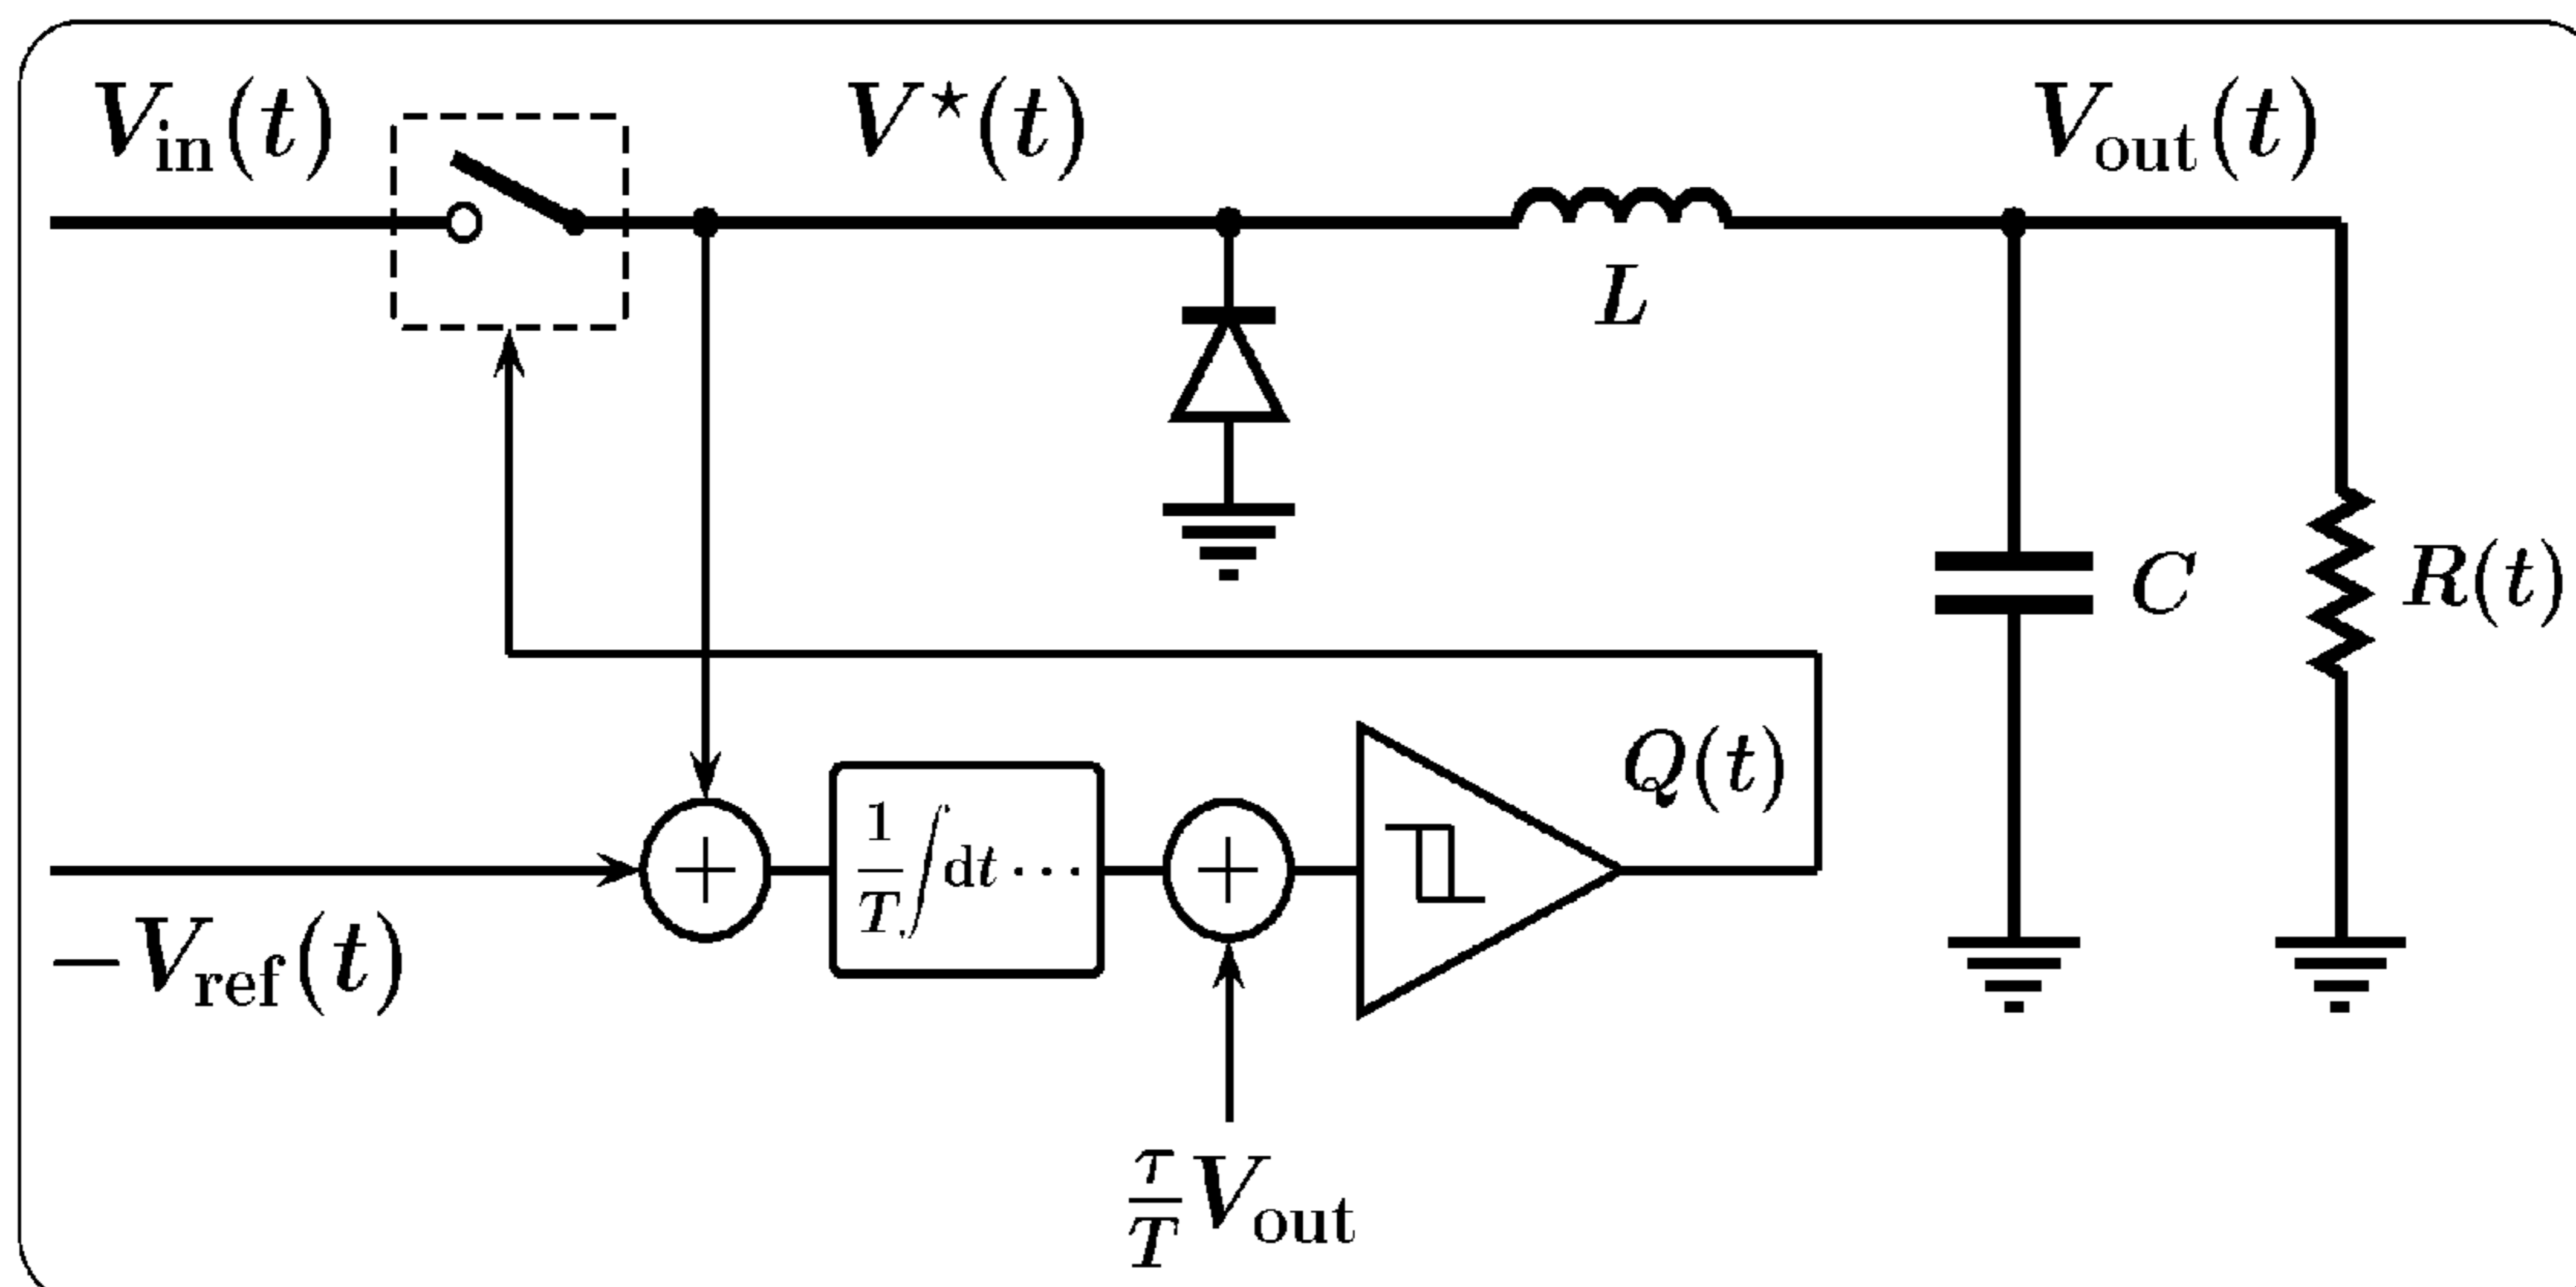 V_in(t)
V*(t)
V_out(t)
L
C
R(t)
Q(t)
1/T ∫ dt ···
+
+
−V_ref(t)
τ/T V_out